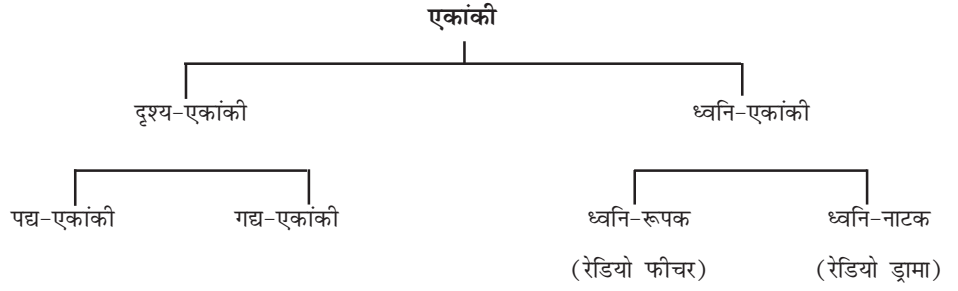 एकांकी
दृश्य-एकांकी ध्वनि-एकांकी
पद्य-एकांकी गद्य-एकांकी ध्वनि-रूपक ध्वनि-नाटक
(रेडियो फीचर) (रेडियो ड्रामा)